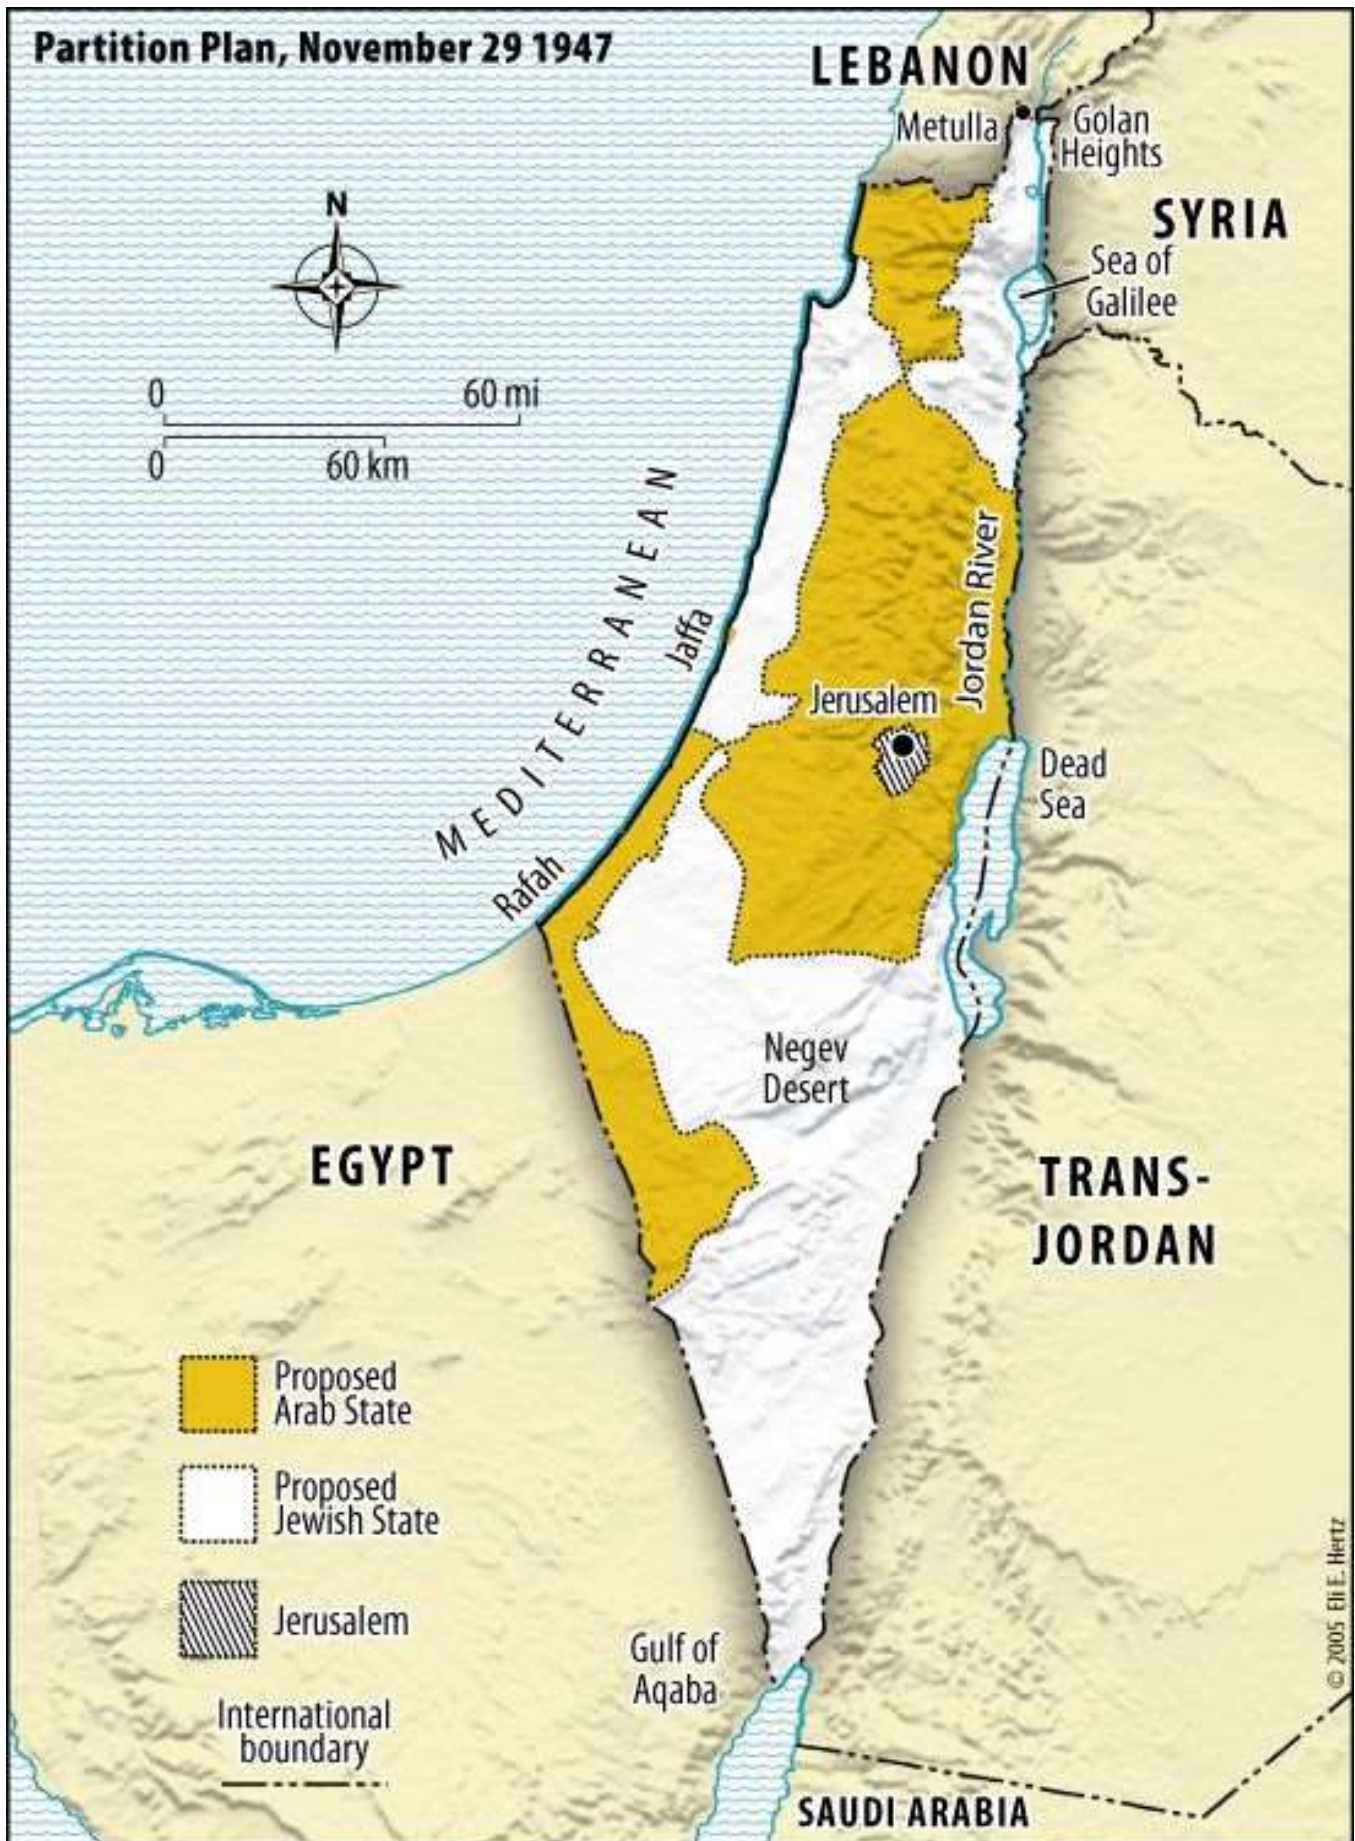 Partition Plan, November 29 1947
LEBANON
Metulla
Golan
Heights
SYRIA
N
Sea of
Galilee
0
60 mi
0
60 km
MEDITERRANEAN
Jaffa
Jordan River
Jerusalem
Dead
Sea
Rafah
Negev
Desert
EGYPT
TRANS-
JORDAN
Proposed
Arab State
Proposed
Jewish State
Jerusalem
International
boundary
Gulf of
Aqaba
SAUDI ARABIA
© 2005 Eli E. Hertz